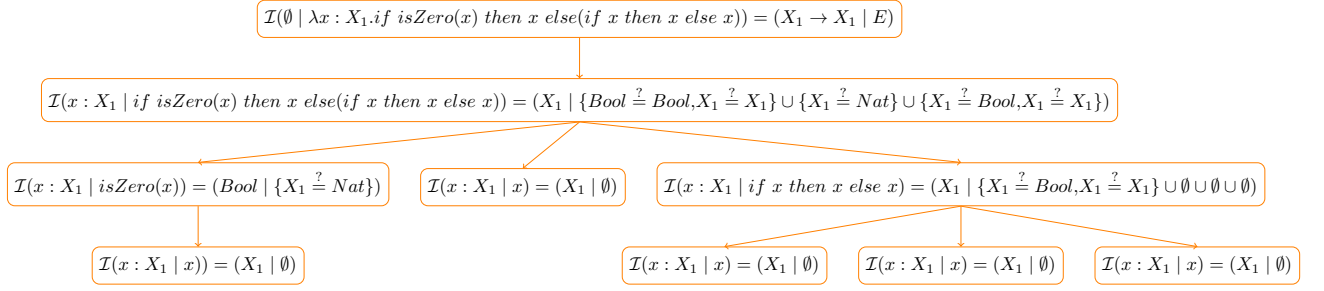 𝓘(∅ | λx : X₁.if isZero(x) then x else(if x then x else x)) = (X₁ → X₁ | E)
𝓘(x : X₁ | if isZero(x) then x else(if x then x else x)) = (X₁ | {Bool ≟ Bool,X₁ ≟ X₁} ∪ {X₁ ≟ Nat} ∪ {X₁ ≟ Bool,X₁ ≟ X₁})
𝓘(x : X₁ | isZero(x)) = (Bool | {X₁ ≟ Nat})
𝓘(x : X₁ | x) = (X₁ | ∅)
𝓘(x : X₁ | if x then x else x) = (X₁ | {X₁ ≟ Bool,X₁ ≟ X₁} ∪ ∅ ∪ ∅ ∪ ∅)
𝓘(x : X₁ | x)) = (X₁ | ∅)
𝓘(x : X₁ | x) = (X₁ | ∅)
𝓘(x : X₁ | x) = (X₁ | ∅)
𝓘(x : X₁ | x) = (X₁ | ∅)